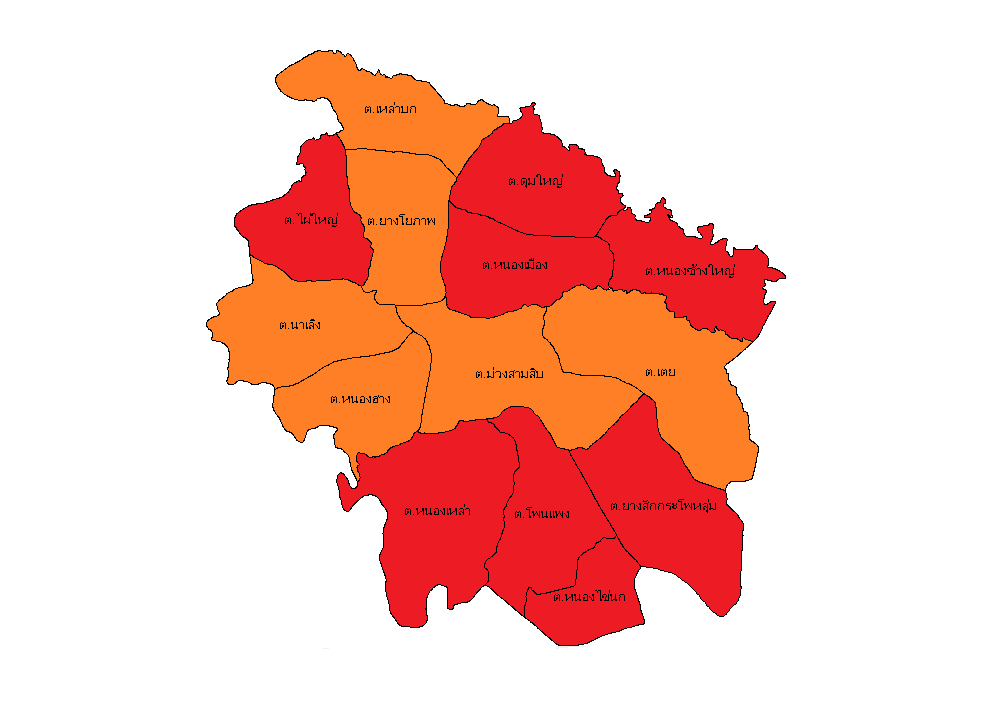 ต.เหล่าบก
ต.ดุมใหญ่
ต. ไผ่ใหญ่
ต.ยางโยภาพ
ต.หนองเมือง
ต.หนองช้างใหญ่
ต.นาเลิง
ต.ม่วงสามสิบ
ต.เตย
ต.หนองฮาง
ต.หนองเหล่า
ต.โพนแพง
ต.ยางสักกระโพหลุ่ม
ต.หนองไข่นก